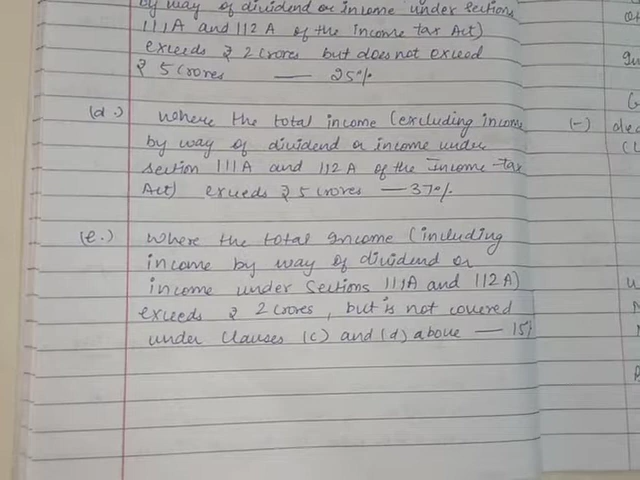 by way of dividend or income under sections
111A and 112A of the income tax Act)
exceeds ₹ 2 Crores but does not exceed
₹ 5 Crores — 25%
(d.) Where the total income (excluding income
by way of dividend or income under
section 111A and 112A of the Income-tax
Act) exueds ₹ 5 crores — 37%
(e.) Where the total Income (including
income by way of dividend or
income under Sections 111A and 112A)
exceeds ₹ 2 Crores, but is not covered
under Clauses (c) and (d) above — 15%
(-)